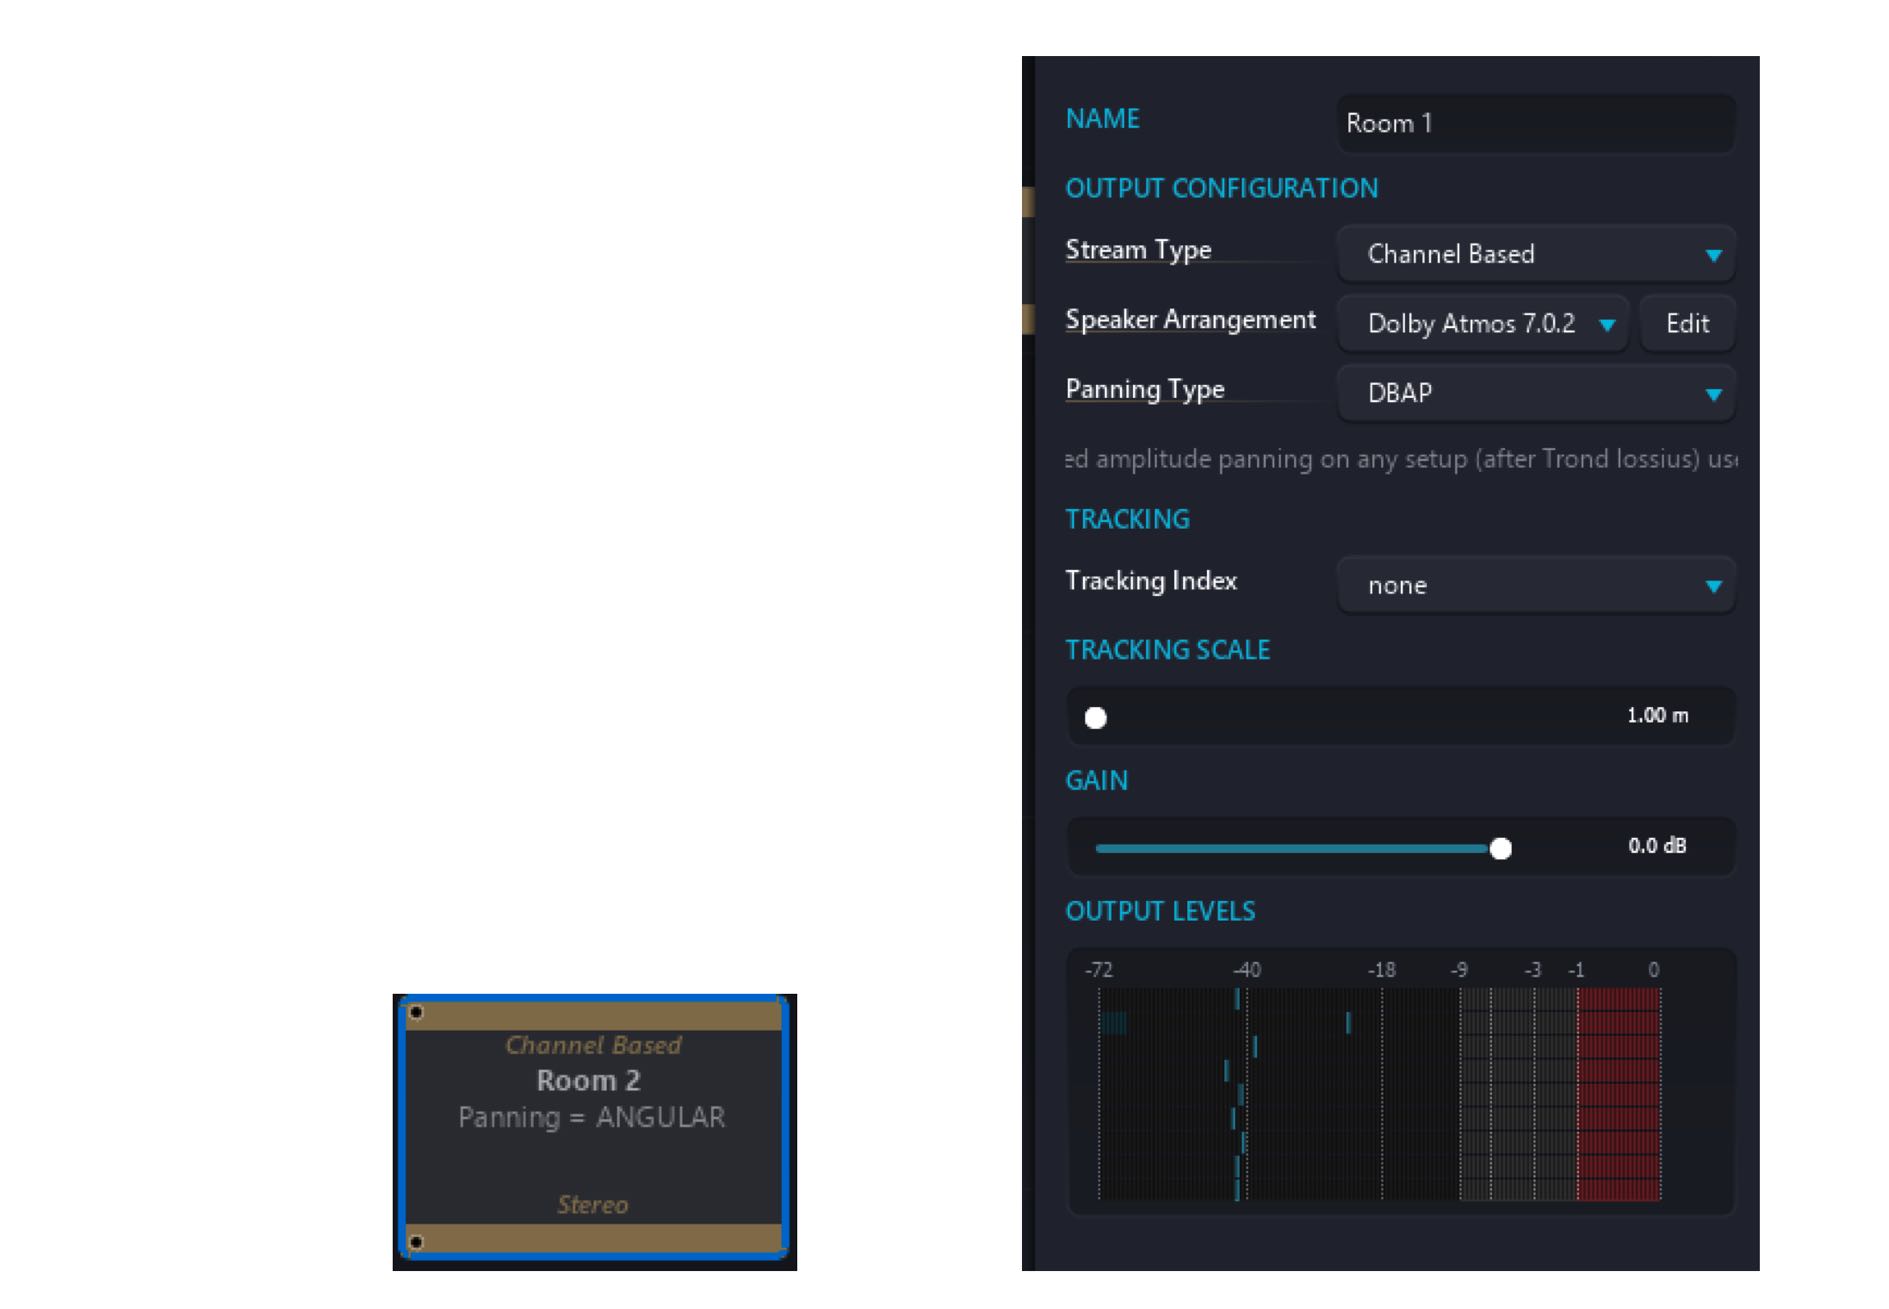 Channel Based
Room 2
Panning = ANGULAR
Stereo
NAME Room 1
OUTPUT CONFIGURATION
Stream Type Channel Based
Speaker Arrangement Dolby Atmos 7.0.2 Edit
Panning Type DBAP
ed amplitude panning on any setup (after Trond lossius) us
TRACKING
Tracking Index none
TRACKING SCALE
1.00 m
GAIN
0.0 dB
OUTPUT LEVELS
-72 -40 -18 -9 -3 -1 0